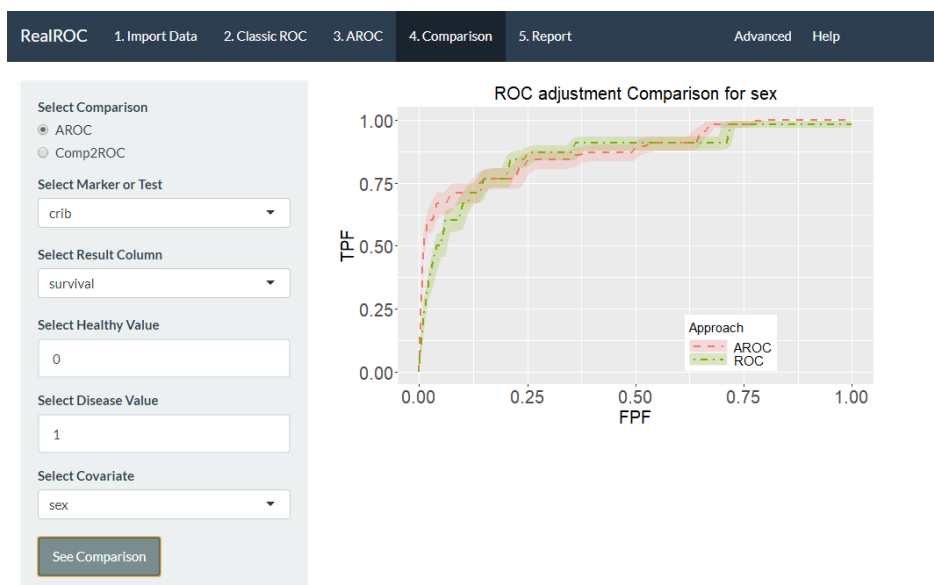 RealROC 1. Import Data 2. Classic ROC 3. AROC 4. Comparison 5. Report Advanced Help
Select Comparison
AROC
Comp2ROC
Select Marker or Test
crib
Select Result Column
survival
Select Healthy Value
0
Select Disease Value
1
Select Covariate
sex
See Comparison
ROC adjustment Comparison for sex
1.00
0.75
0.50
0.25
0.00
TPF
Approach
AROC
ROC
0.00 0.25 0.50 0.75 1.00
FPF